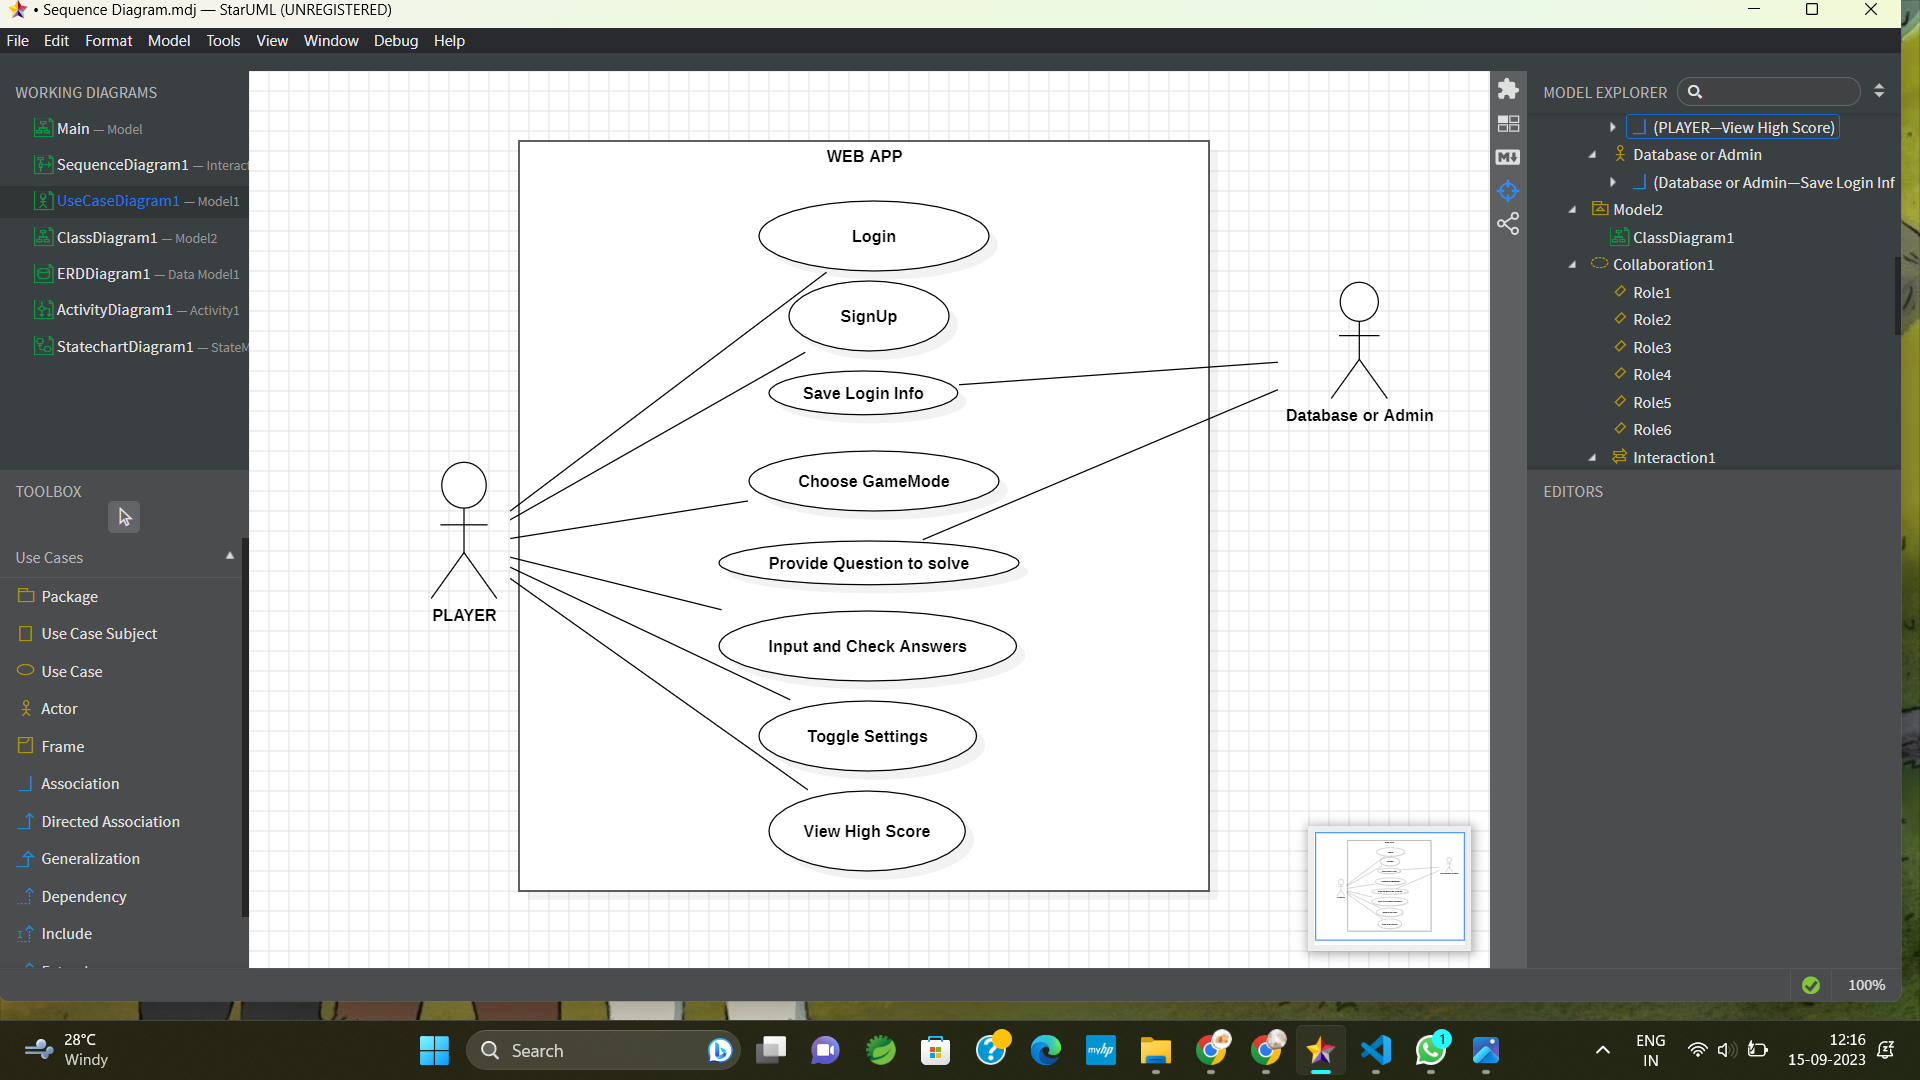 • Sequence Diagram.mdj — StarUML (UNREGISTERED)
File Edit Format Model Tools View Window Debug Help
WORKING DIAGRAMS
Main — Model
SequenceDiagram1 — Interac
UseCaseDiagram1 — Model1
ClassDiagram1 — Model2
ERDDiagram1 — Data Model1
ActivityDiagram1 — Activity1
StatechartDiagram1 — StateM
TOOLBOX
Use Cases
Package
Use Case Subject
Use Case
Actor
Frame
Association
Directed Association
Generalization
Dependency
Include
WEB APP
Login
SignUp
Save Login Info
Choose GameMode
Provide Question to solve
Input and Check Answers
Toggle Settings
View High Score
PLAYER
Database or Admin
MODEL EXPLORER
(PLAYER—View High Score)
Database or Admin
(Database or Admin—Save Login Inf
Model2
ClassDiagram1
Collaboration1
Role1
Role2
Role3
Role4
Role5
Role6
Interaction1
EDITORS
100%
28°C
Windy
Search
myhp
1
ENG
IN
12:16
15-09-2023